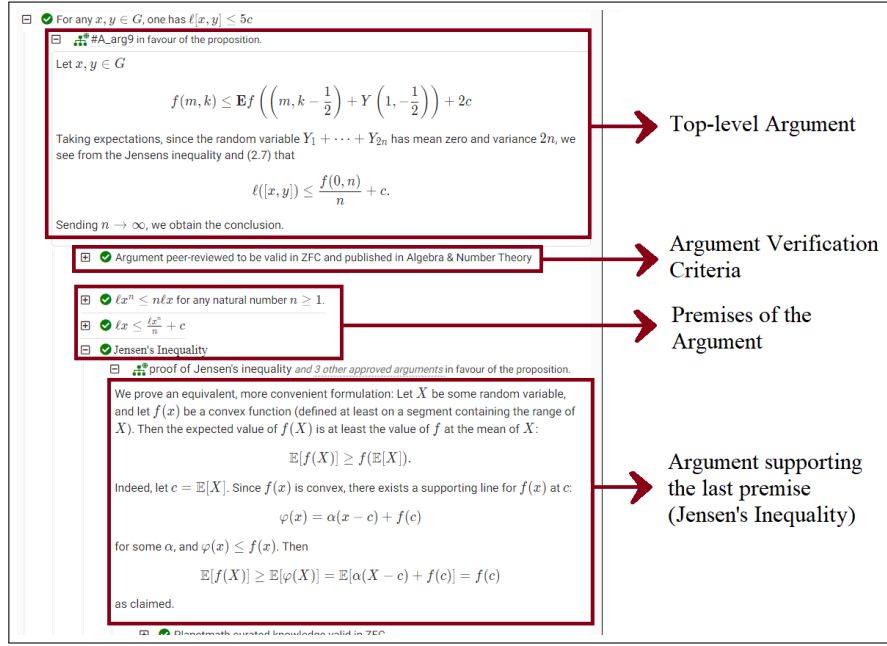 For any x, y ∈ G, one has ℓ[x, y] ≤ 5c
#A_arg9 in favour of the proposition.
Let x, y ∈ G
f(m, k) ≤ Ef((m, k − 1/2) + Y(1, −1/2)) + 2c
Taking expectations, since the random variable Y₁ + ⋯ + Y₂ₙ has mean zero and variance 2n, we
see from the Jensens inequality and (2.7) that
ℓ([x, y]) ≤ f(0, n)/n + c.
Sending n → ∞, we obtain the conclusion.
Top-level Argument
Argument peer-reviewed to be valid in ZFC and published in Algebra & Number Theory
Argument Verification
Criteria
ℓxⁿ ≤ nℓx for any natural number n ≥ 1.
ℓx ≤ ℓxⁿ/n + c
Jensen's Inequality
Premises of the
Argument
proof of Jensen's inequality and 3 other approved arguments in favour of the proposition.
We prove an equivalent, more convenient formulation: Let X be some random variable,
and let f(x) be a convex function (defined at least on a segment containing the range of
X). Then the expected value of f(X) is at least the value of f at the mean of X:
𝔼[f(X)] ≥ f(𝔼[X]).
Indeed, let c = 𝔼[X]. Since f(x) is convex, there exists a supporting line for f(x) at c:
φ(x) = α(x − c) + f(c)
for some α, and φ(x) ≤ f(x). Then
𝔼[f(X)] ≥ 𝔼[φ(X)] = 𝔼[α(X − c) + f(c)] = f(c)
as claimed.
Argument supporting
the last premise
(Jensen's Inequality)
Planetmath curated knowledge valid in ZFC